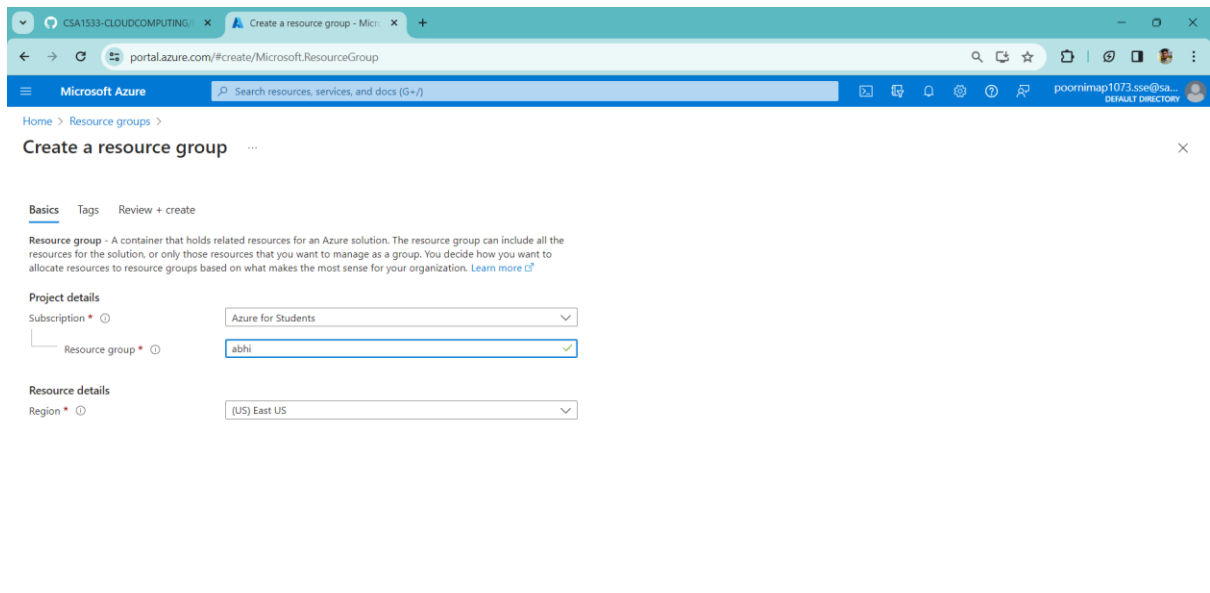 CSA1533-CLOUDCOMPUTING/
Create a resource group - Micro
portal.azure.com/#create/Microsoft.ResourceGroup
Microsoft Azure
Search resources, services, and docs (G+/)
poornimap1073.sse@sa...
DEFAULT DIRECTORY
Home > Resource groups >
Create a resource group ...
Basics Tags Review + create
Resource group - A container that holds related resources for an Azure solution. The resource group can include all the
resources for the solution, or only those resources that you want to manage as a group. You decide how you want to
allocate resources to resource groups based on what makes the most sense for your organization. Learn more
Project details
Subscription * Azure for Students
Resource group * abhi
Resource details
Region * (US) East US